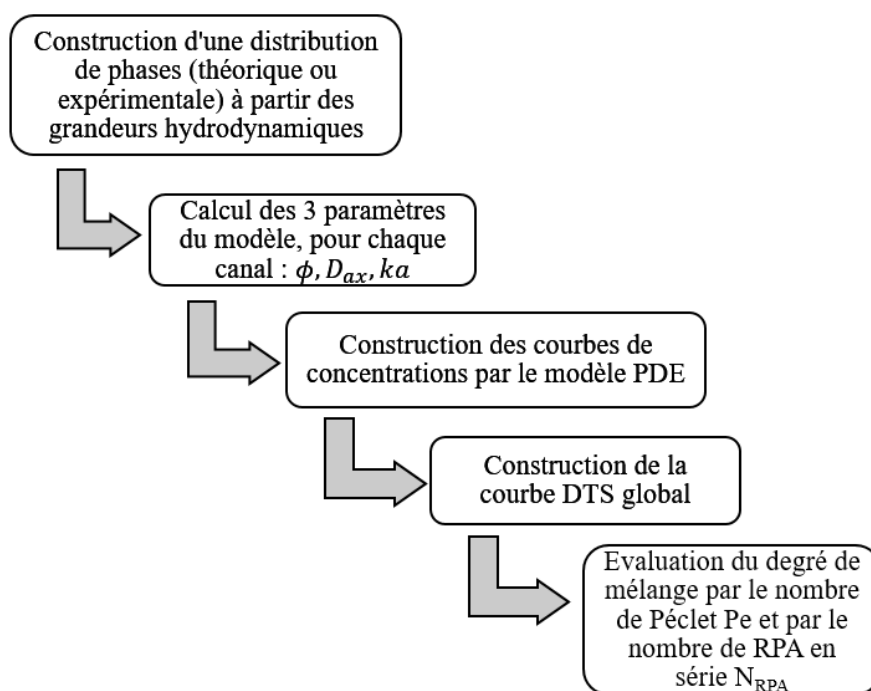 Construction d'une distribution
de phases (théorique ou
expérimentale) à partir des
grandeurs hydrodynamiques
Calcul des 3 paramètres
du modèle, pour chaque
canal : ϕ, Dₐₓ, ka
Construction des courbes de
concentrations par le modèle PDE
Construction de la
courbe DTS global
Evaluation du degré de
mélange par le nombre
de Péclet Pe et par le
nombre de RPA en
série N_RPA